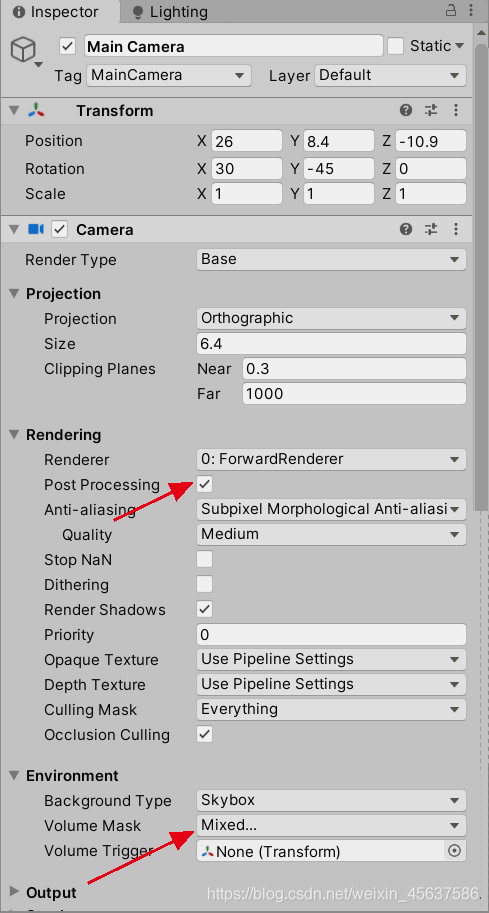 Inspector Lighting
Main Camera Static
Tag MainCamera Layer Default
Transform
Position X 26 Y 8.4 Z -10.9
Rotation X 30 Y -45 Z 0
Scale X 1 Y 1 Z 1
Camera
Render Type Base
Projection
Projection Orthographic
Size 6.4
Clipping Planes Near 0.3
Far 1000
Rendering
Renderer 0: ForwardRenderer
Post Processing
Anti-aliasing Subpixel Morphological Anti-aliasi
Quality Medium
Stop NaN
Dithering
Render Shadows
Priority 0
Opaque Texture Use Pipeline Settings
Depth Texture Use Pipeline Settings
Culling Mask Everything
Occlusion Culling
Environment
Background Type Skybox
Volume Mask Mixed...
Volume Trigger None (Transform)
Output
https://blog.csdn.net/weixin_45637586